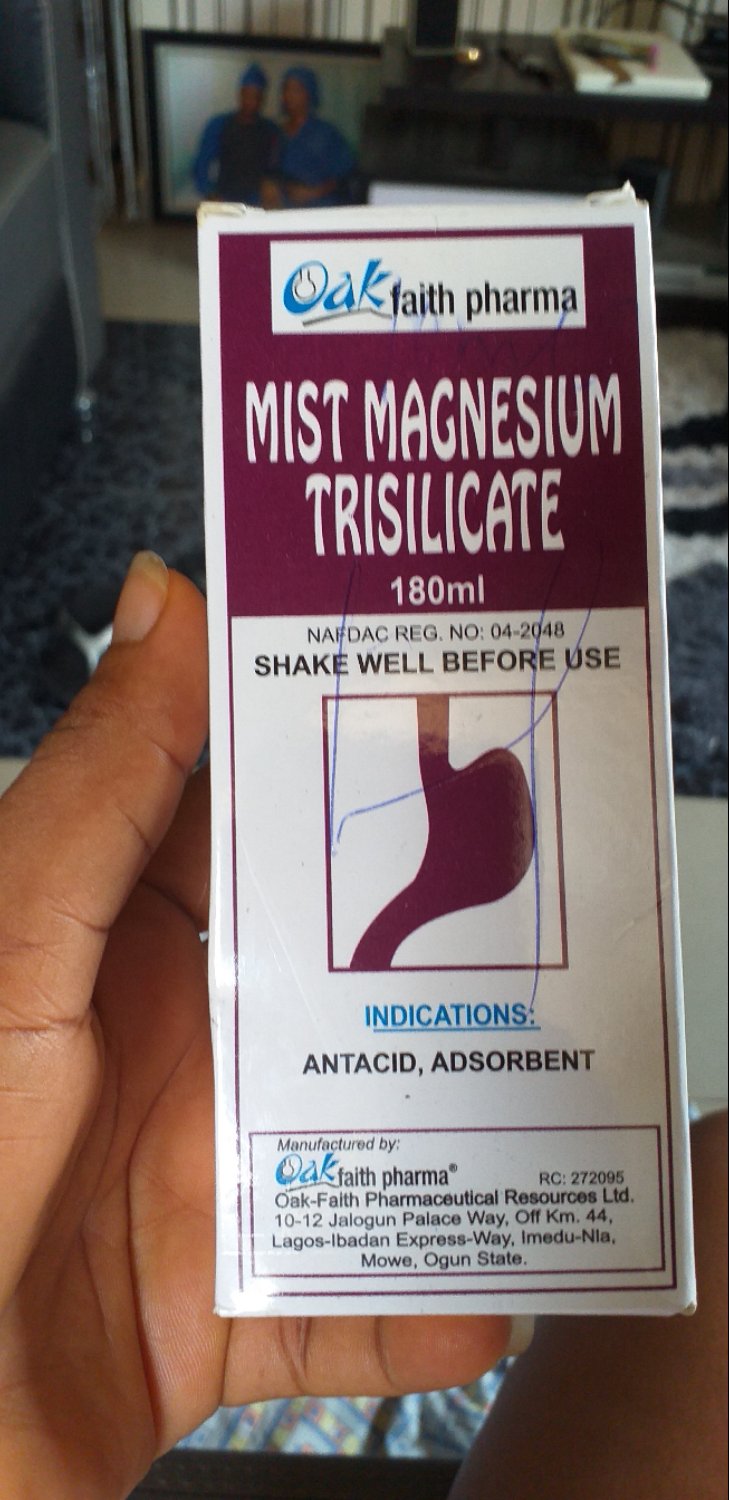 Oak faith pharma
MIST MAGNESIUM
TRISILICATE
180ml
NAFDAC REG. NO: 04-2048
SHAKE WELL BEFORE USE
INDICATIONS:
ANTACID, ADSORBENT
Manufactured by:
Oak faith pharma®
RC: 272095
Oak-Faith Pharmaceutical Resources Ltd.
10-12 Jalogun Palace Way, Off Km. 44,
Lagos-Ibadan Express-Way, Imedu-Nla,
Mowe, Ogun State.